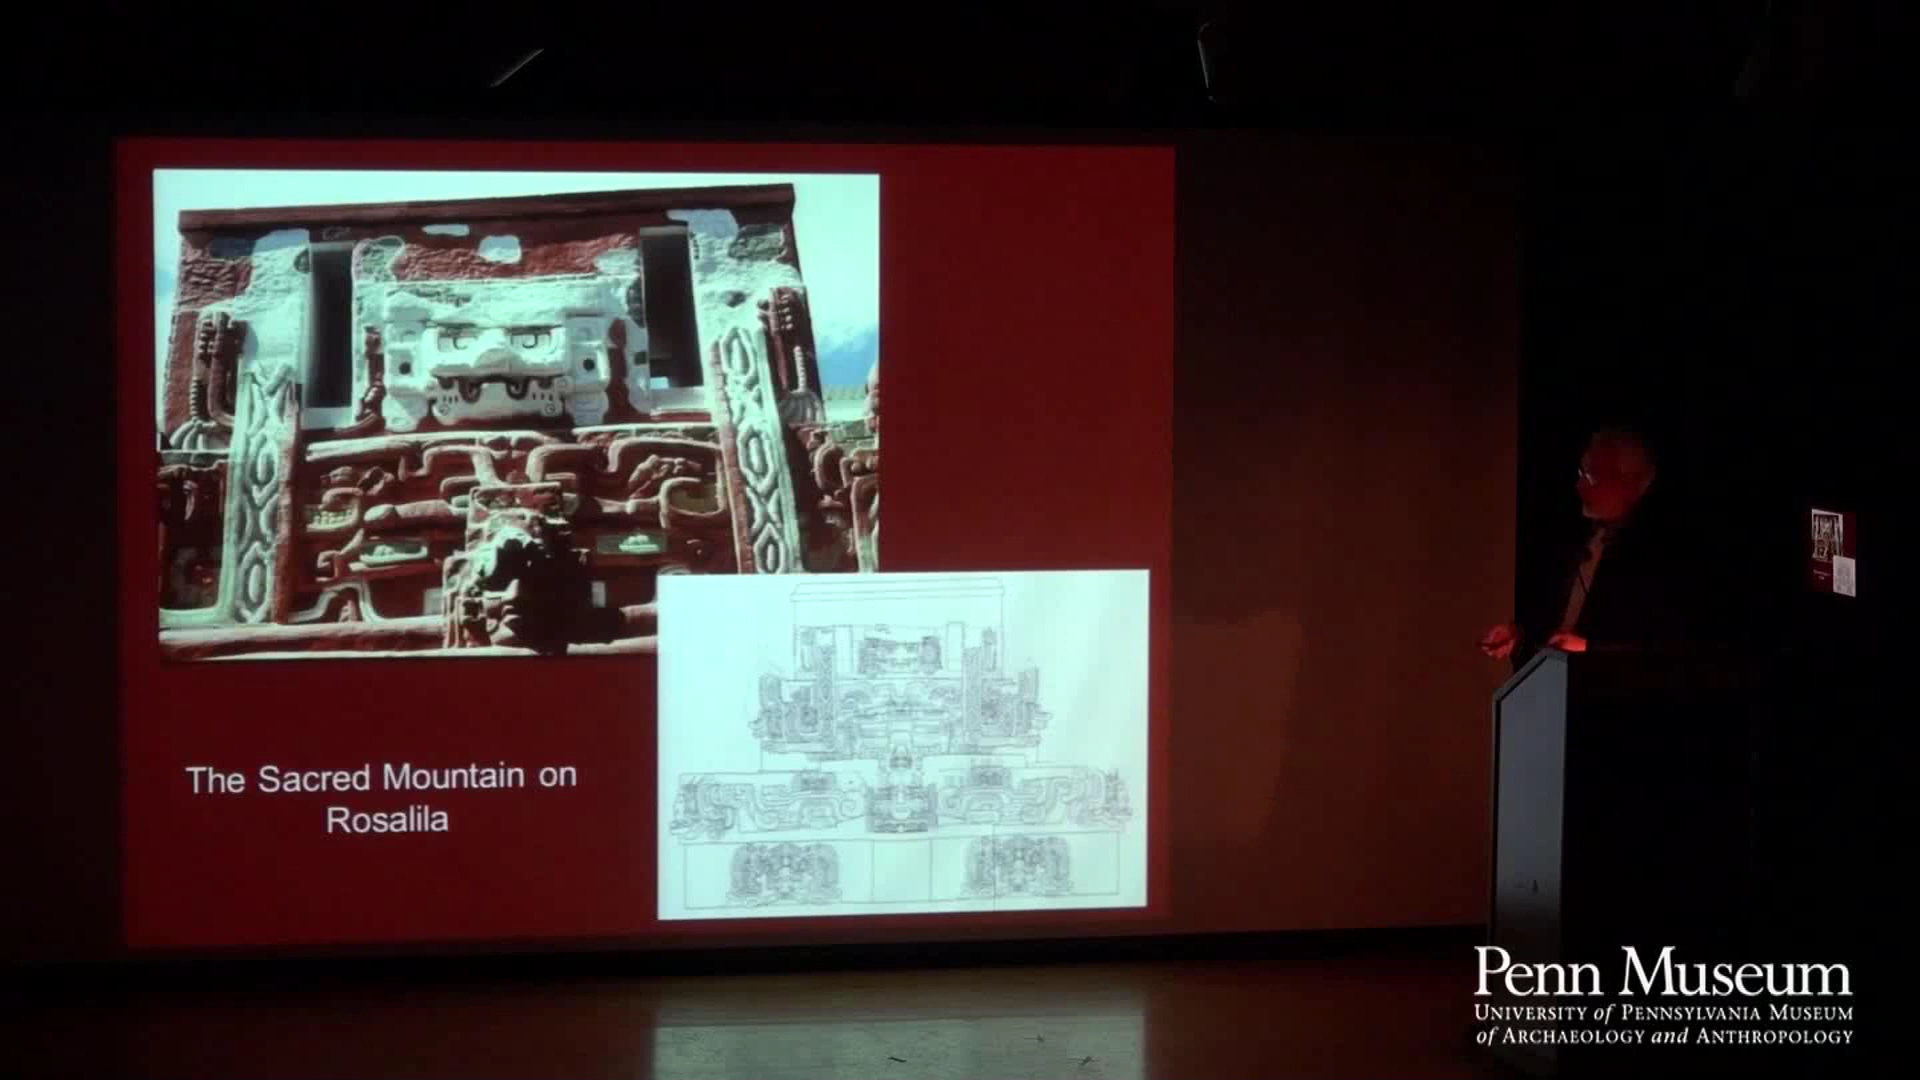 The Sacred Mountain on
Rosalila
Penn Museum
University of Pennsylvania Museum
of Archaeology and Anthropology